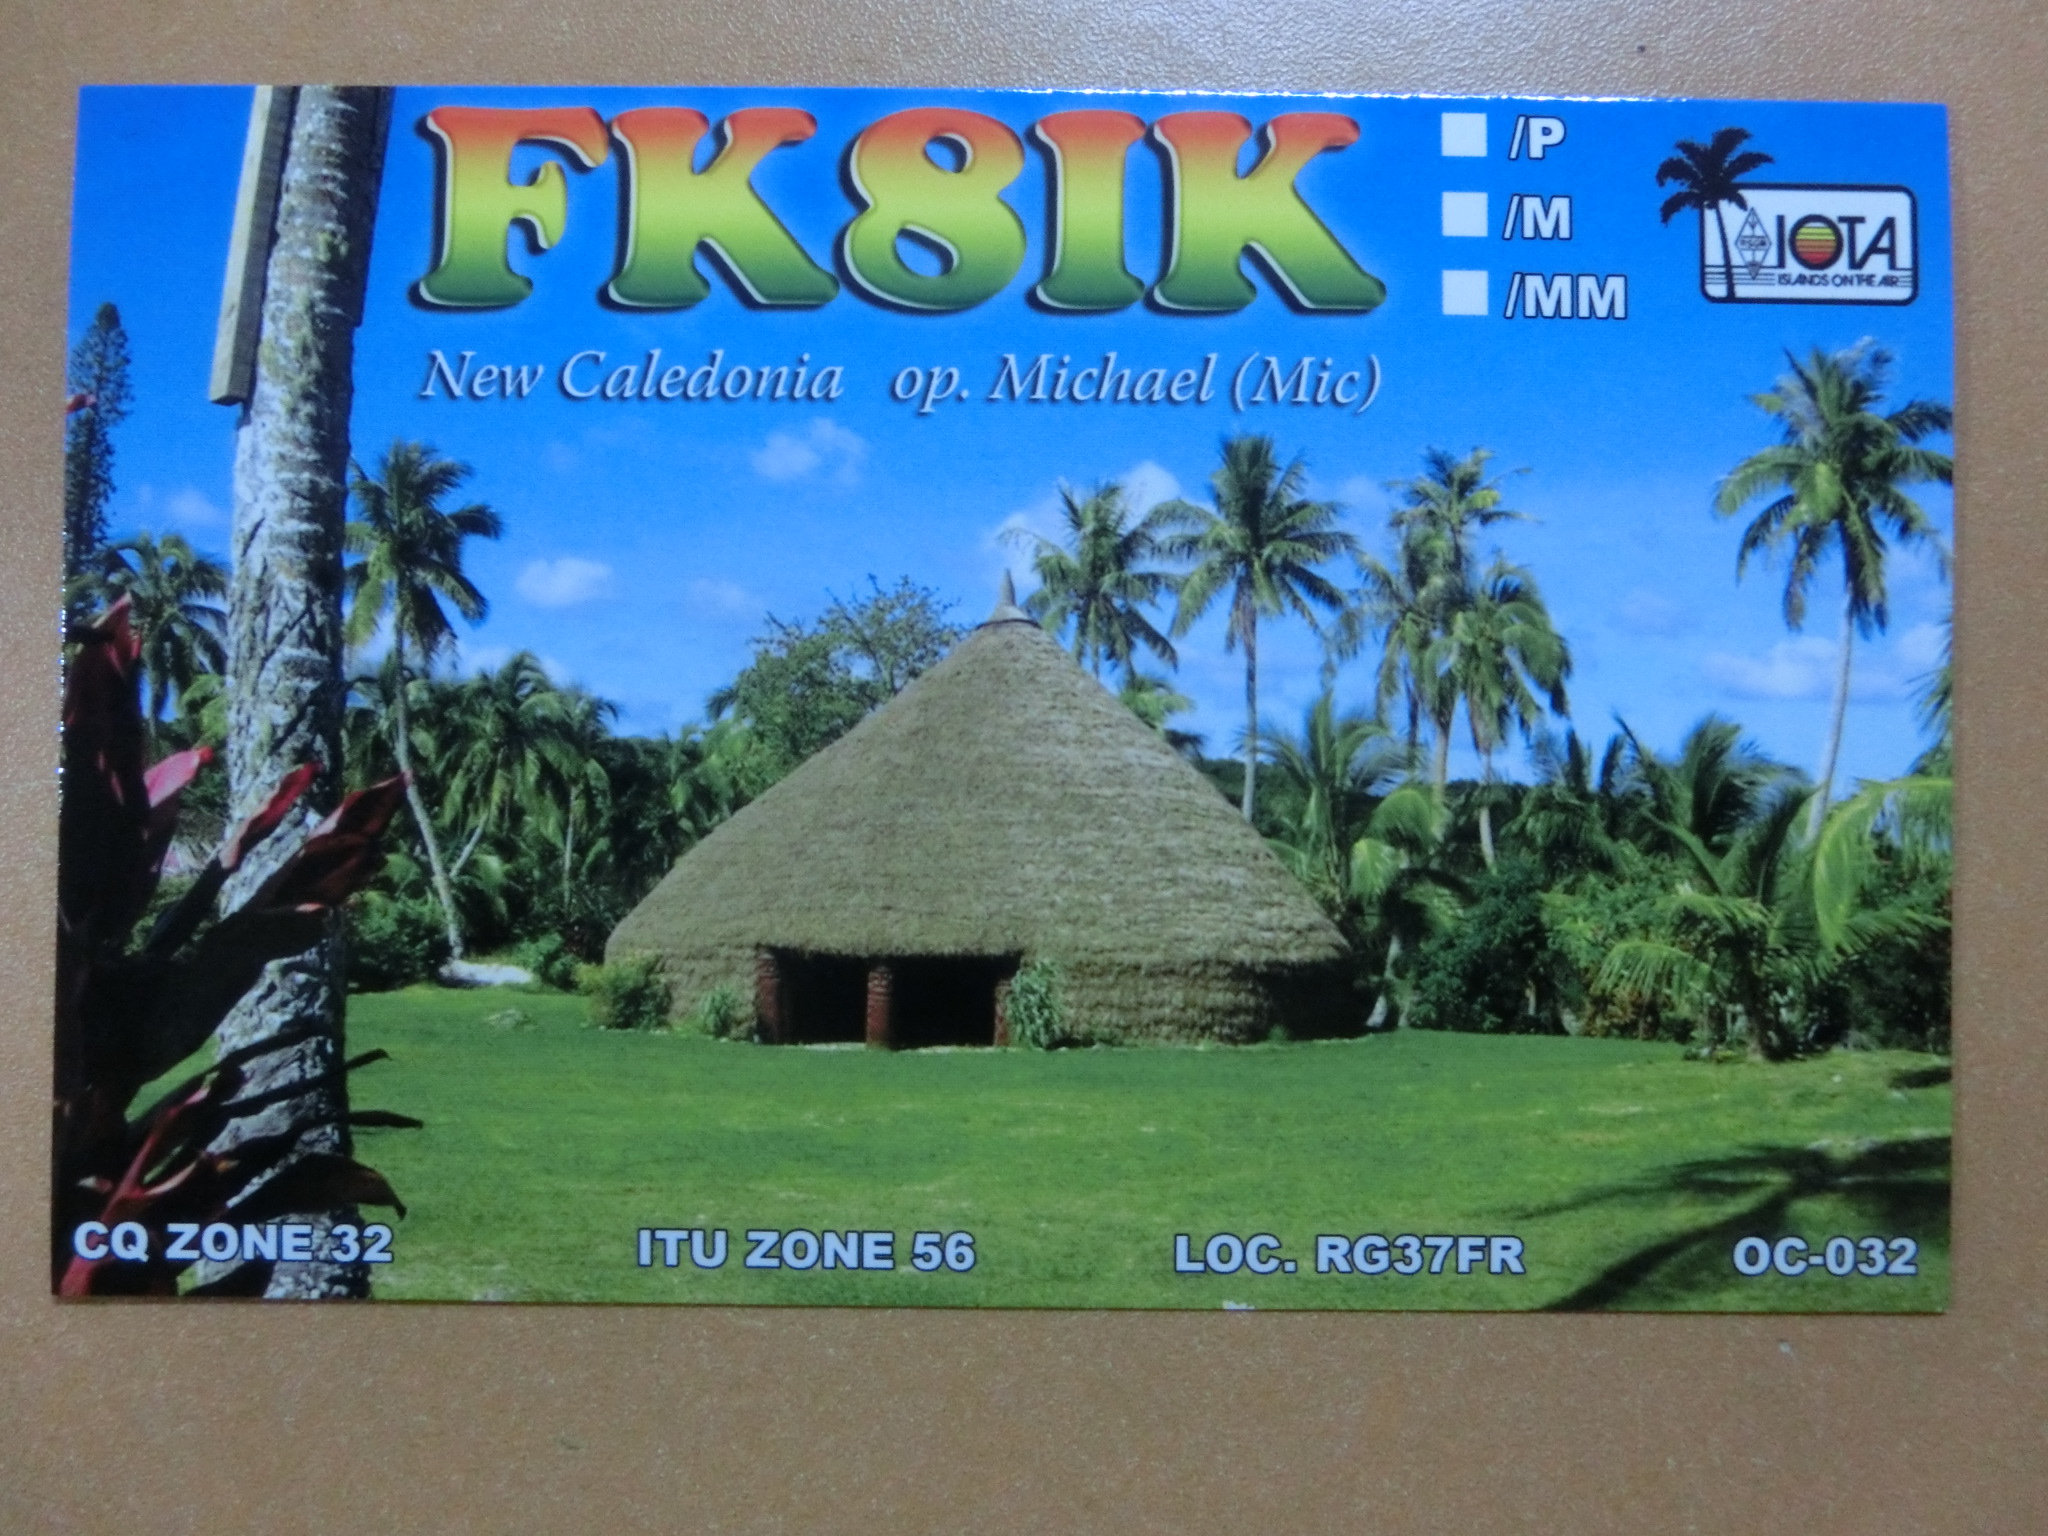 FK8IK
/P
/M
/MM
RSGB
IOTA
ISLANDS ON THE AIR
New Caledonia op. Michael (Mic)
CQ ZONE 32 ITU ZONE 56 LOC. RG37FR OC-032